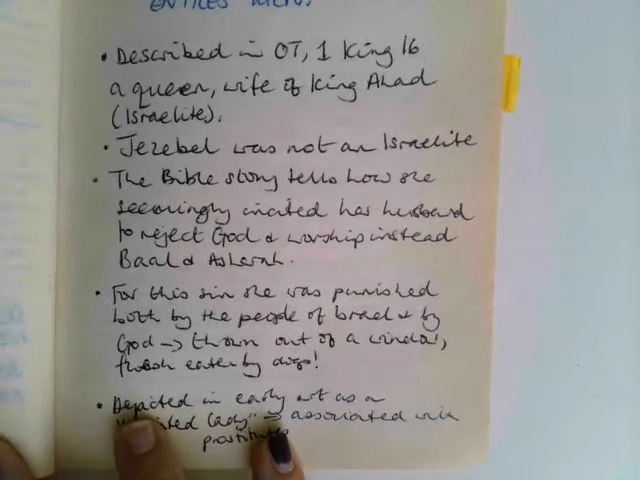 ENTICES MEN.
• Described in OT, 1 King 16
a queen, wife of King Ahad
(Israelite).
• Jezebel was not an Israelite
• The Bible story tells how she
seemingly incited her husband
to reject God & worship instead
Baal & Asherah.
• For this sin she was punished
both by the people of Israel & by
God → thrown out of a window,
flesh eaten by dogs!
• Depicted in early art as a
Lady" → associated with
prostitutes